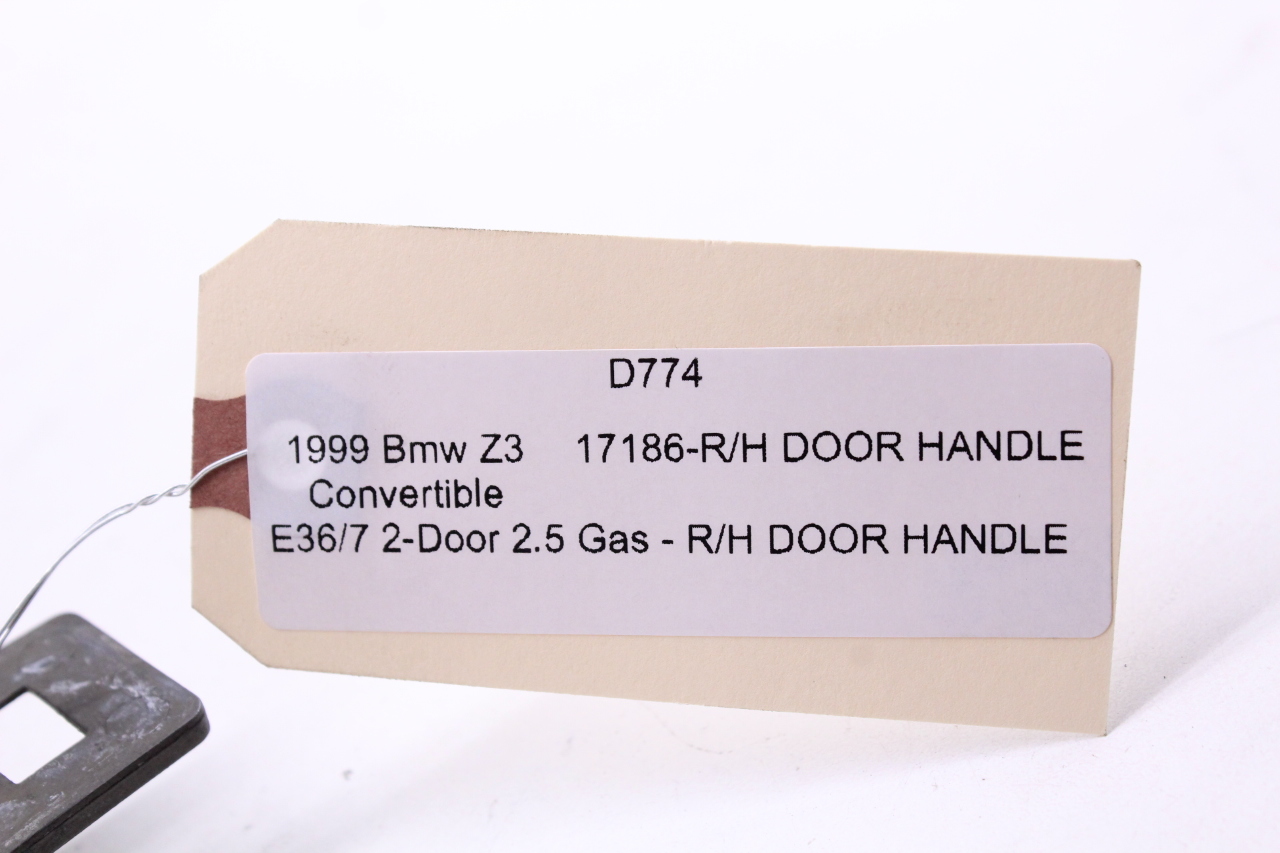 D774
1999 Bmw Z3 17186-R/H DOOR HANDLE
Convertible
E36/7 2-Door 2.5 Gas - R/H DOOR HANDLE